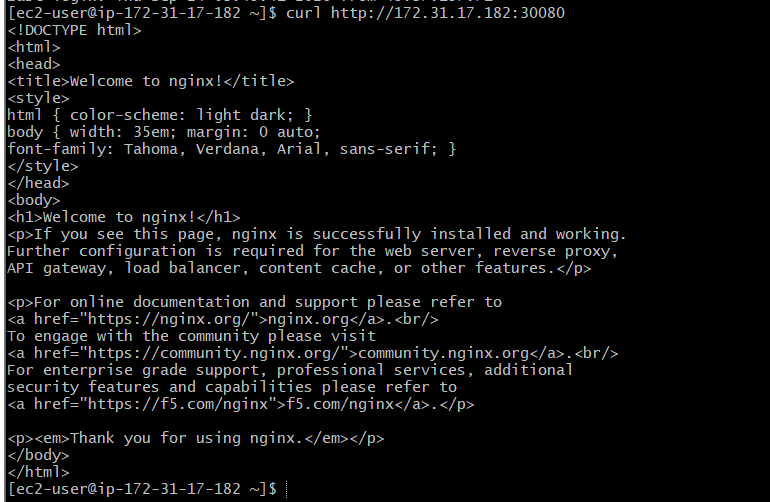 [ec2-user@ip-172-31-17-182 ~]$ curl http://172.31.17.182:30080
<!DOCTYPE html>
<html>
<head>
<title>Welcome to nginx!</title>
<style>
html { color-scheme: light dark; }
body { width: 35em; margin: 0 auto;
font-family: Tahoma, Verdana, Arial, sans-serif; }
</style>
</head>
<body>
<h1>Welcome to nginx!</h1>
<p>If you see this page, nginx is successfully installed and working.
Further configuration is required for the web server, reverse proxy,
API gateway, load balancer, content cache, or other features.</p>

<p>For online documentation and support please refer to
<a href="https://nginx.org/">nginx.org</a>.<br/>
To engage with the community please visit
<a href="https://community.nginx.org/">community.nginx.org</a>.<br/>
For enterprise grade support, professional services, additional
security features and capabilities please refer to
<a href="https://f5.com/nginx">f5.com/nginx</a>.</p>

<p><em>Thank you for using nginx.</em></p>
</body>
</html>
[ec2-user@ip-172-31-17-182 ~]$